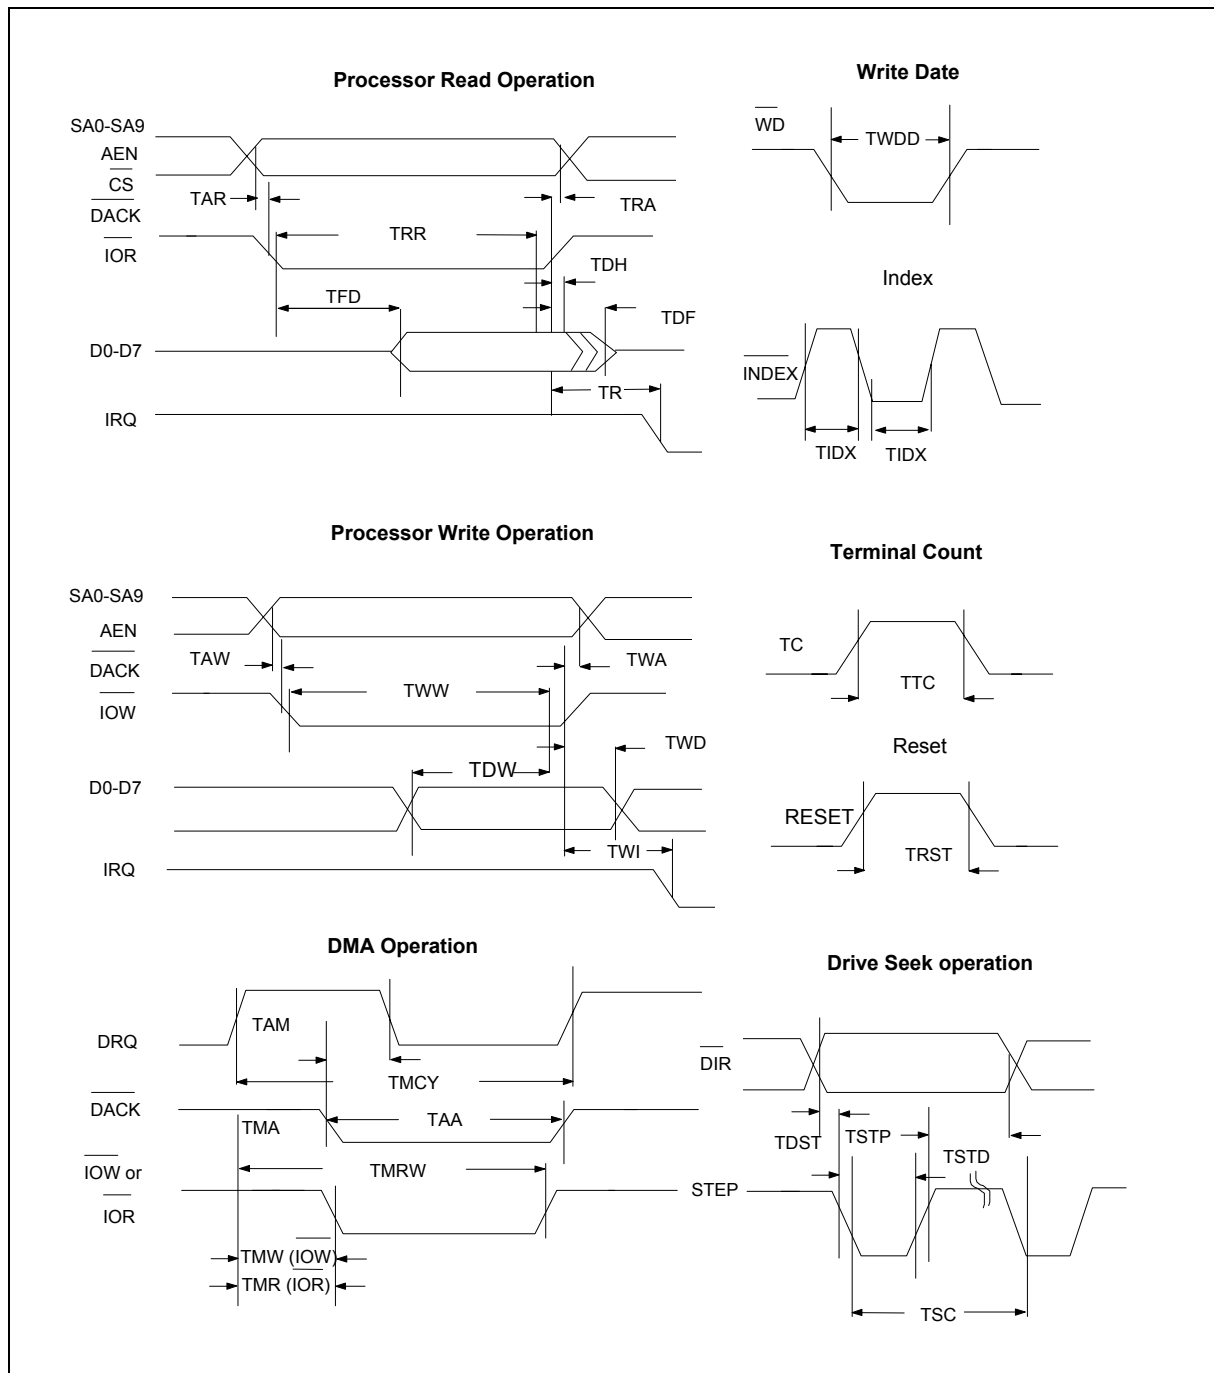 Processor Read Operation
SA0-SA9
AEN
CS
DACK
IOR
TAR
TRA
TRR
TDH
TFD
TDF
D0-D7
TR
IRQ
Write Date
WD
TWDD
Index
INDEX
TIDX
TIDX
Processor Write Operation
SA0-SA9
AEN
DACK
IOW
TAW
TWA
TWW
TWD
TDW
D0-D7
TWI
IRQ
Terminal Count
TC
TTC
Reset
RESET
TRST
DMA Operation
DRQ
TAM
TMCY
DACK
TMA
TAA
IOW or
IOR
TMRW
TMW (IOW)
TMR (IOR)
Drive Seek operation
DIR
TDST
TSTP
TSTD
STEP
TSC